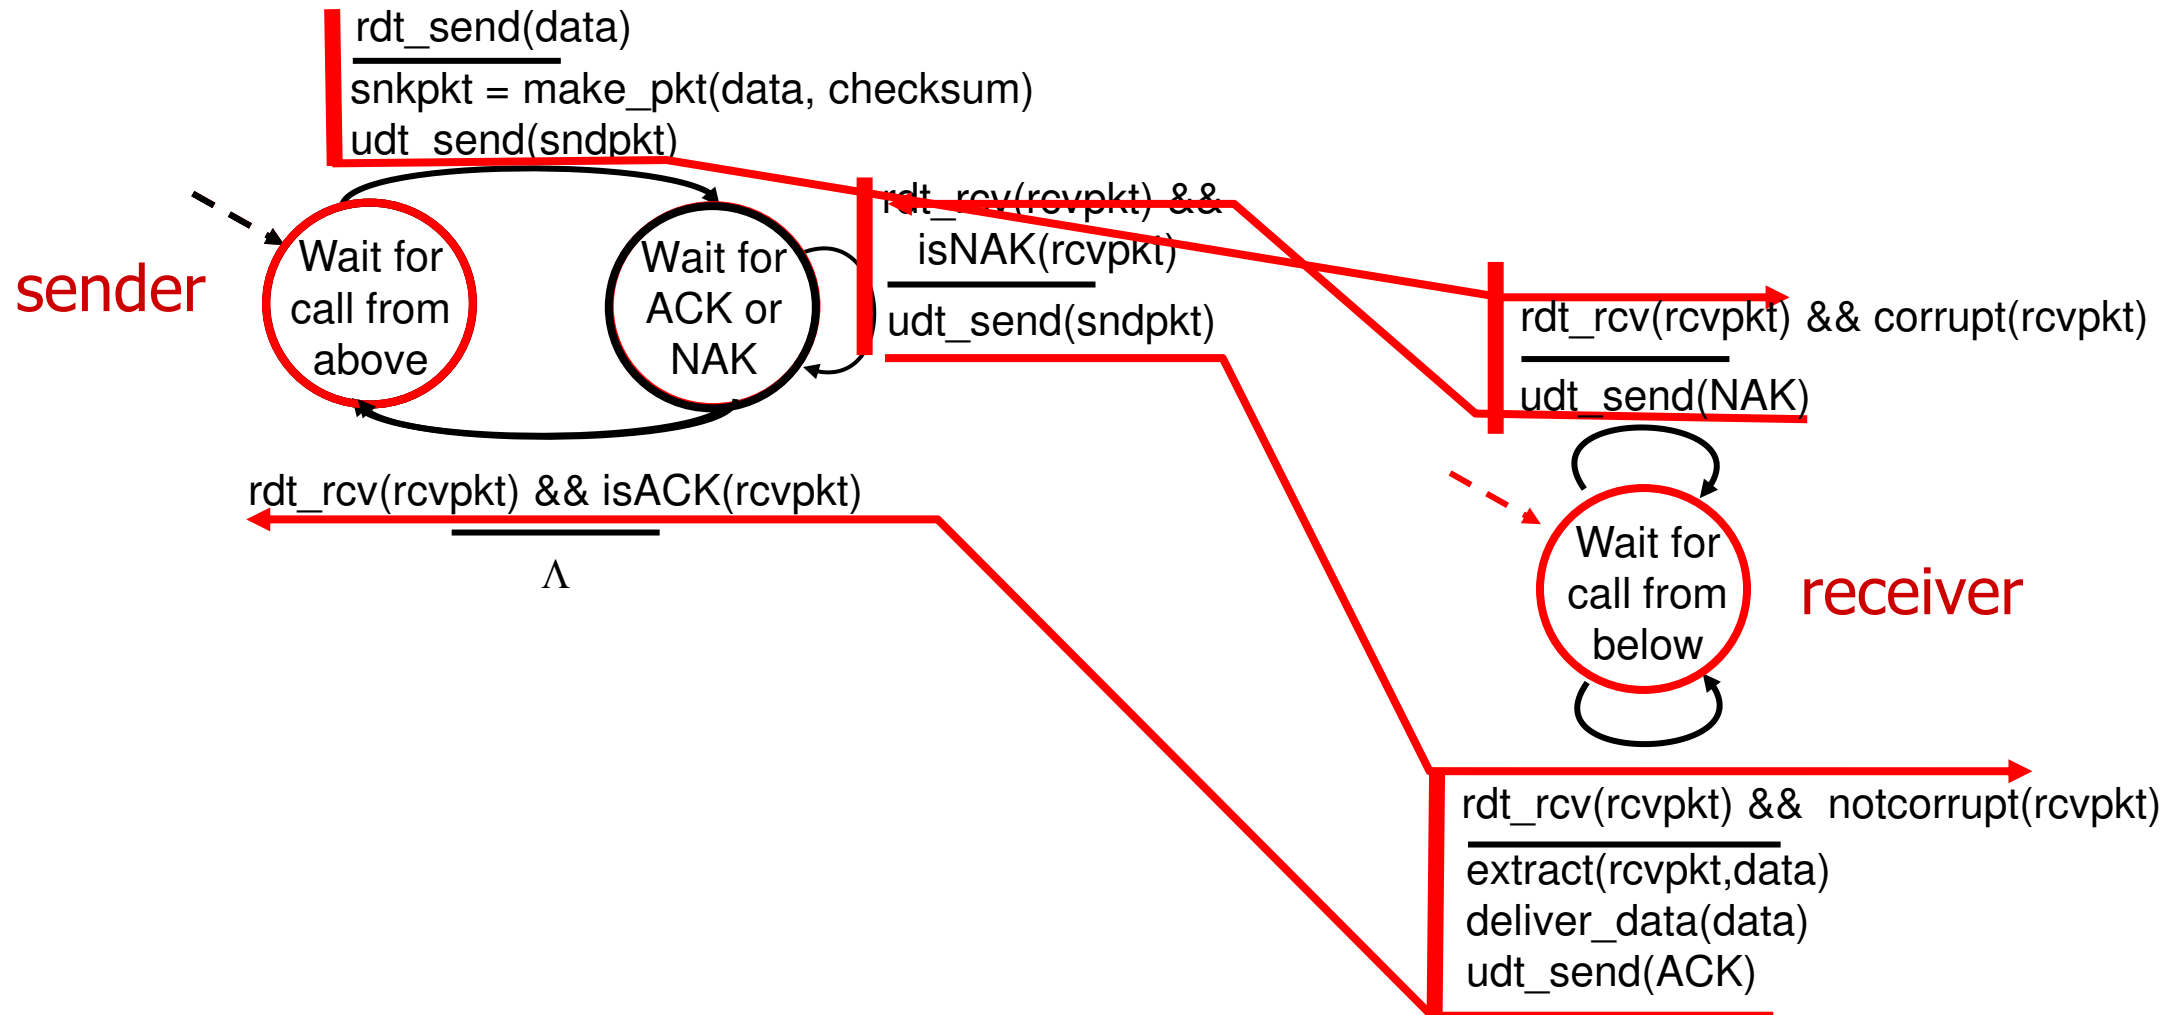 rdt_send(data)
snkpkt = make_pkt(data, checksum)
udt_send(sndpkt)
rdt_rcv(rcvpkt) &&
isNAK(rcvpkt)
udt_send(sndpkt)
sender
Wait for
call from
above
Wait for
ACK or
NAK
rdt_rcv(rcvpkt) && isACK(rcvpkt)
Λ
rdt_rcv(rcvpkt) && corrupt(rcvpkt)
udt_send(NAK)
Wait for
call from
below
receiver
rdt_rcv(rcvpkt) && notcorrupt(rcvpkt)
extract(rcvpkt,data)
deliver_data(data)
udt_send(ACK)